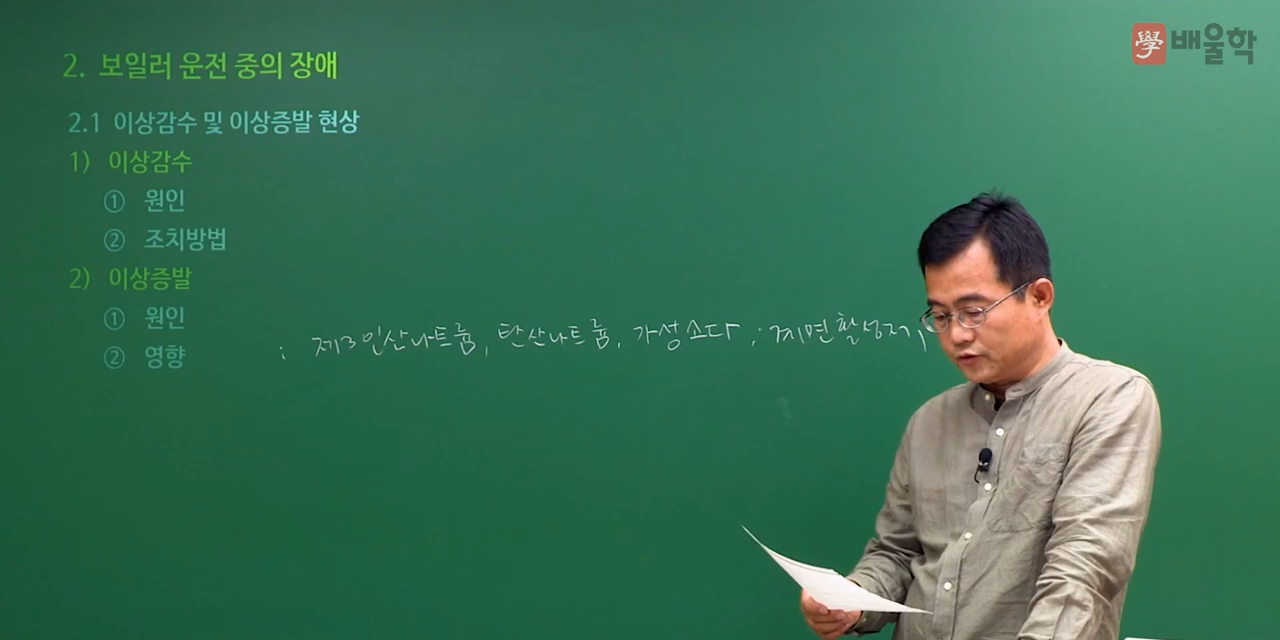 學 배울학
2. 보일러 운전 중의 장애
2.1 이상감수 및 이상증발 현상
1) 이상감수
① 원인
② 조치방법
2) 이상증발
① 원인
② 영향
: 제3인산나트륨, 탄산나트륨, 가성소다, 계면활성제,